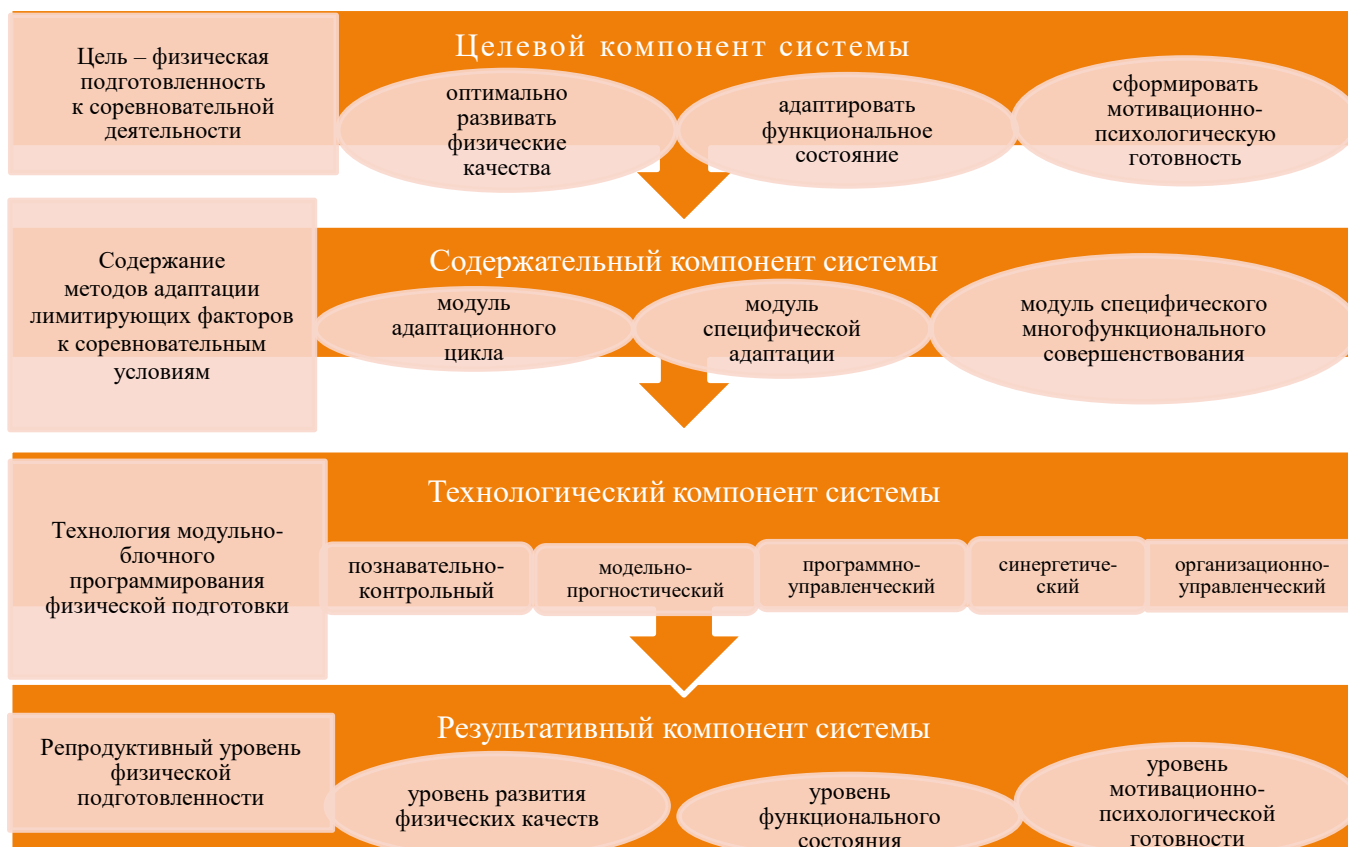 Целевой компонент системы
Цель – физическая
подготовленность
к соревновательной
деятельности
оптимально
развивать
физические
качества
адаптировать
функциональное
состояние
сформировать
мотивационно-
психологическую
готовность
Содержательный компонент системы
Содержание
методов адаптации
лимитирующих факторов
к соревновательным
условиям
модуль
адаптационного
цикла
модуль
специфической
адаптации
модуль специфического
многофункционального
совершенствования
Технологический компонент системы
Технология модульно-
блочного
программирования
физической подготовки
познавательно-
контрольный
модельно-
прогностический
программно-
управленческий
синергетиче-
ский
организационно-
управленческий
Результативный компонент системы
Репродуктивный уровень
физической
подготовленности
уровень развития
физических качеств
уровень
функционального
состояния
уровень
мотивационно-
психологической
готовности